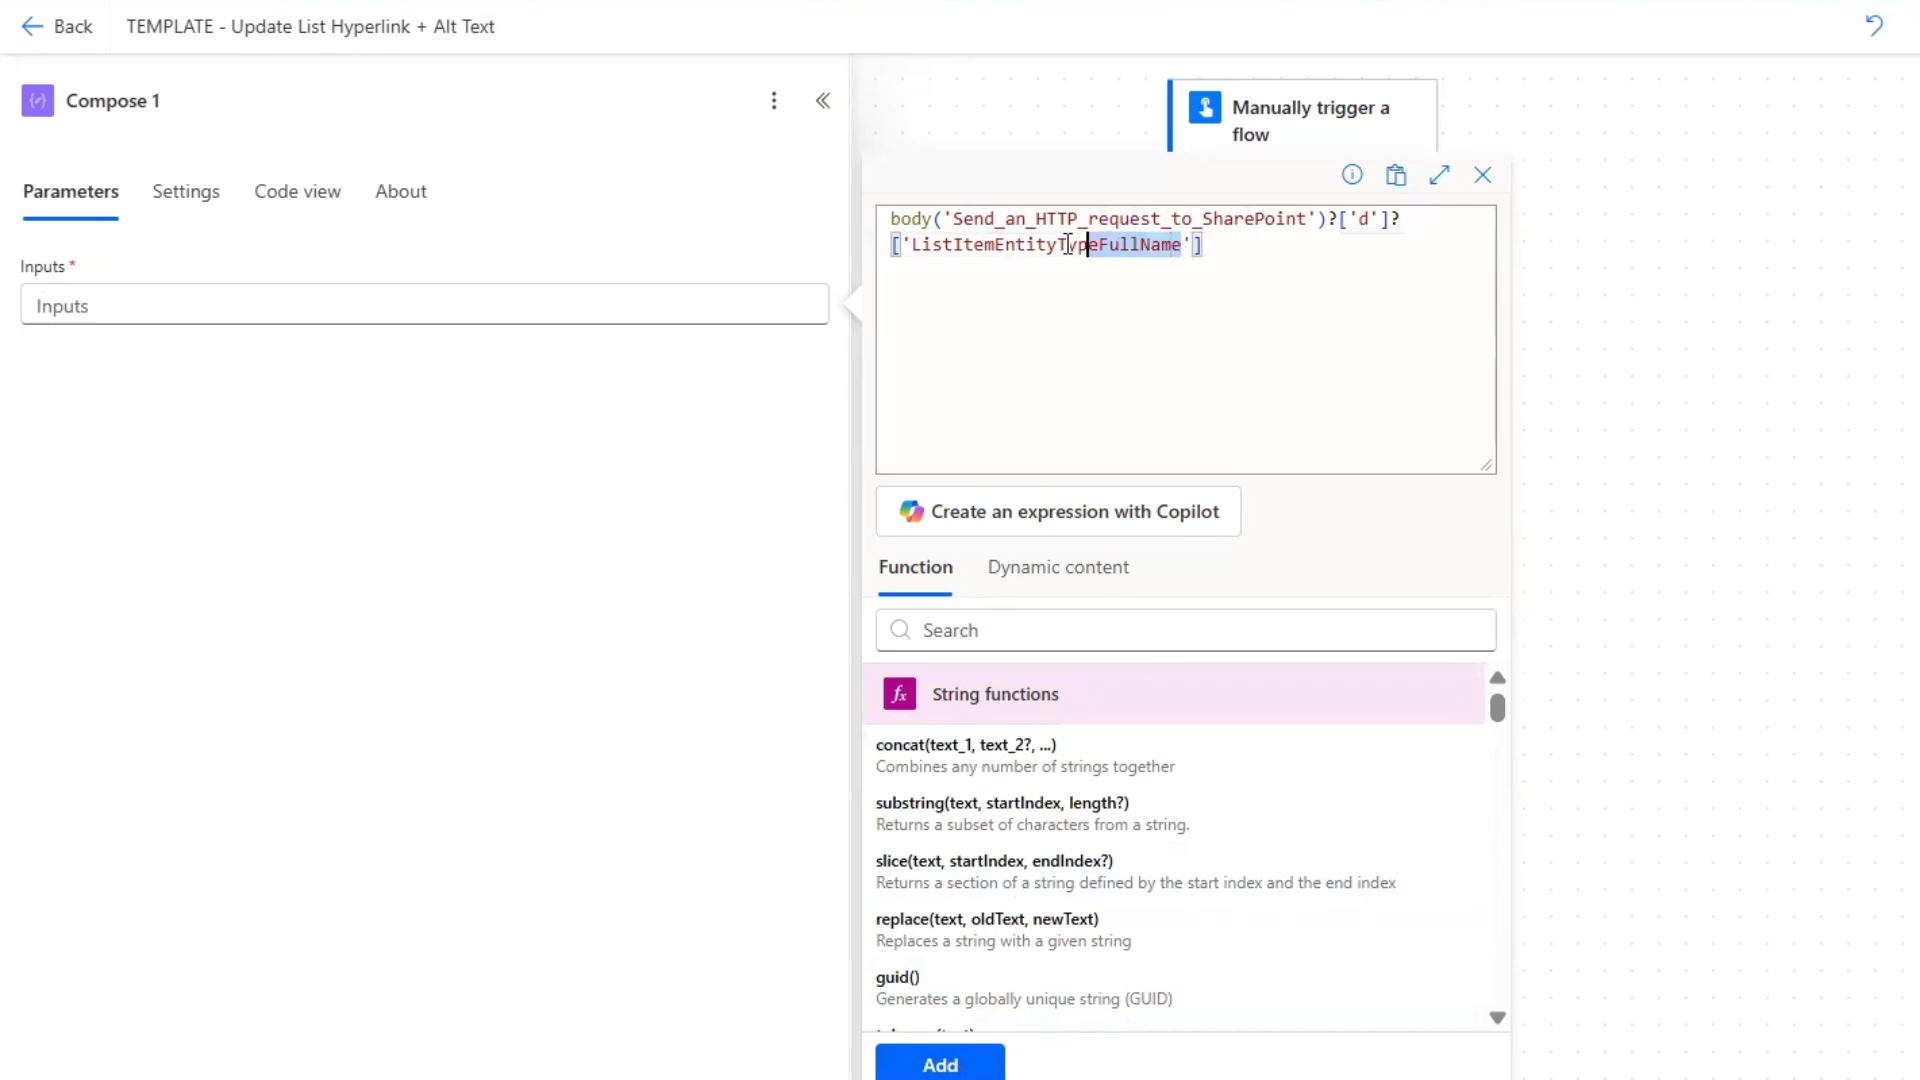 Back
TEMPLATE - Update List Hyperlink + Alt Text
Compose 1
Parameters
Settings
Code view
About
Inputs *
Inputs
Manually trigger a
flow
body('Send_an_HTTP_request_to_SharePoint')?['d']?
['ListItemEntityTypeFullName']
Create an expression with Copilot
Function
Dynamic content
Search
fx
String functions
concat(text_1, text_2?, ...)
Combines any number of strings together
substring(text, startIndex, length?)
Returns a subset of characters from a string.
slice(text, startIndex, endIndex?)
Returns a section of a string defined by the start index and the end index
replace(text, oldText, newText)
Replaces a string with a given string
guid()
Generates a globally unique string (GUID)
Add